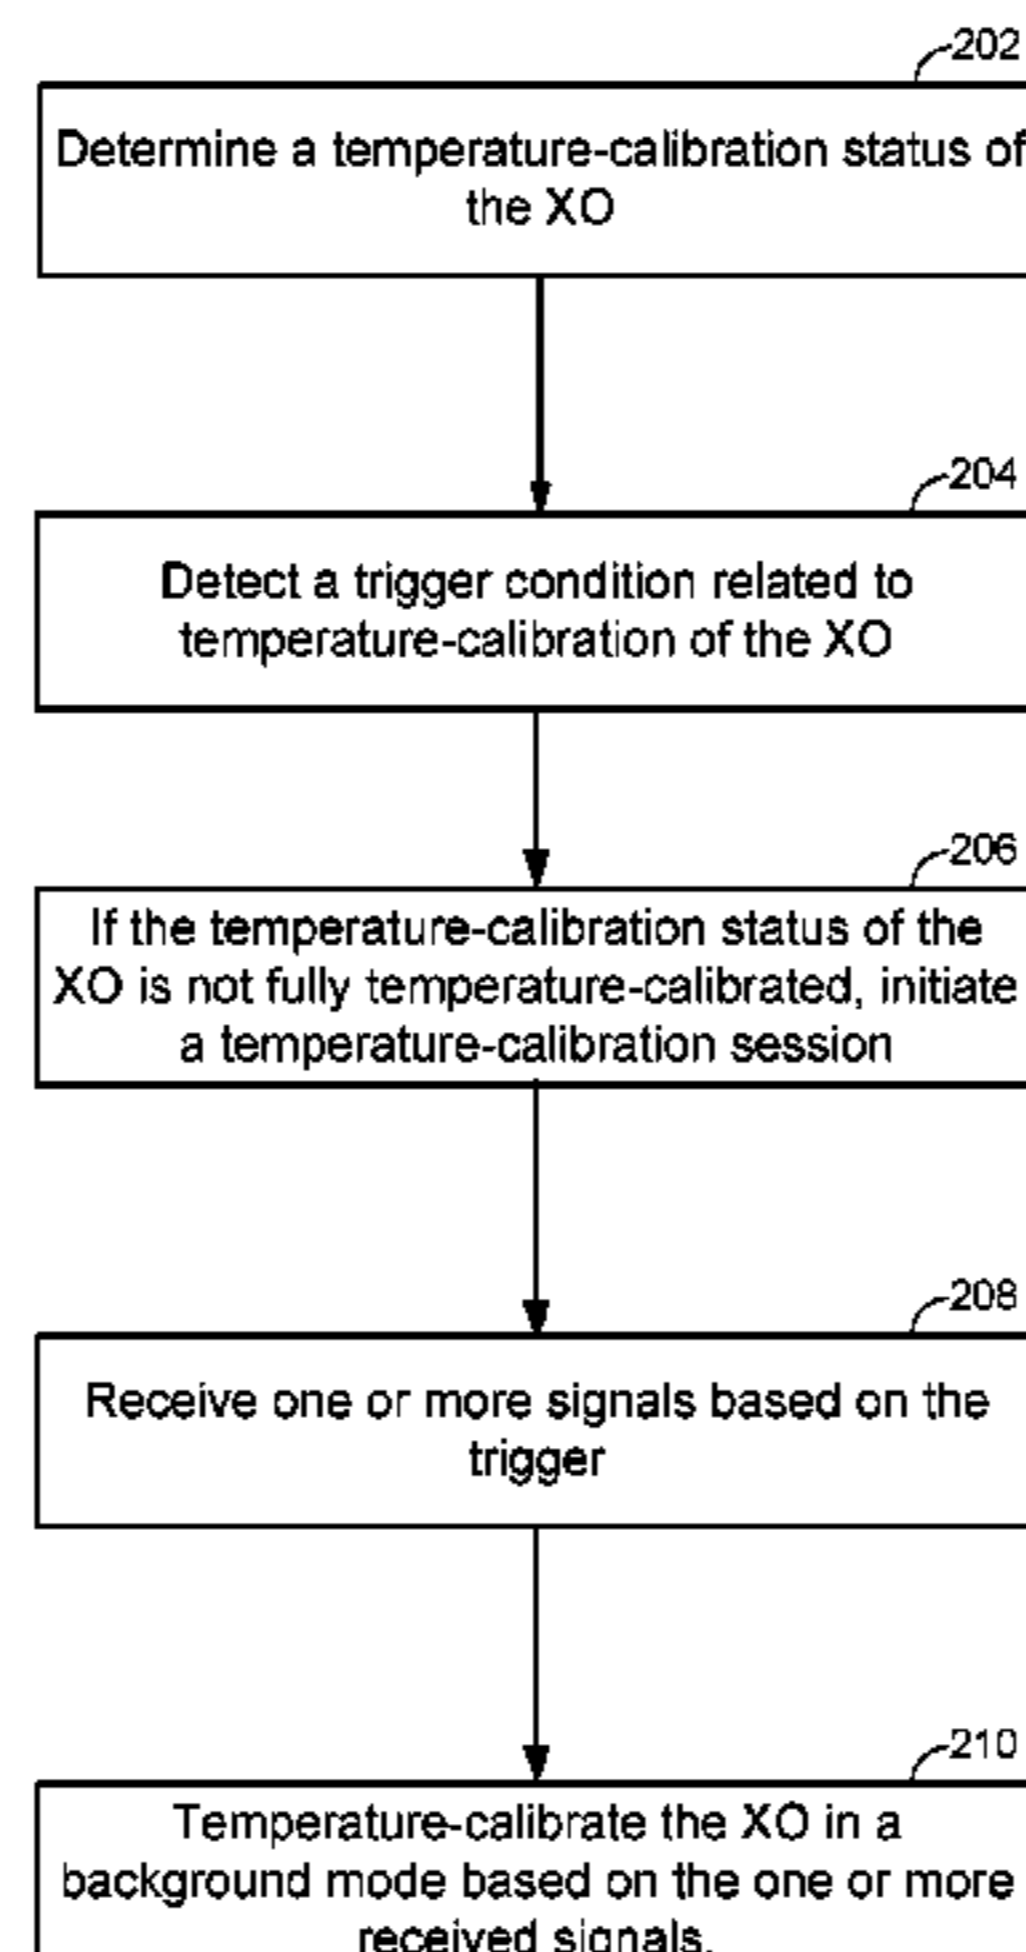 202
Determine a temperature-calibration status of
the XO
204
Detect a trigger condition related to
temperature-calibration of the XO
206
If the temperature-calibration status of the
XO is not fully temperature-calibrated, initiate
a temperature-calibration session
208
Receive one or more signals based on the
trigger
210
Temperature-calibrate the XO in a
background mode based on the one or more
received signals.